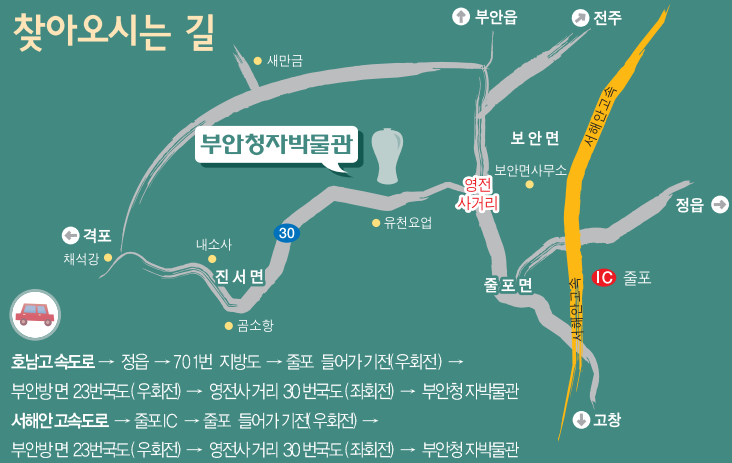 찾아오시는 길
부안읍
전주
새만금
서해안고속
보안면
부안청자박물관
보안면사무소
영전
사거리
정읍
유천요업
격포
30
내소사
채석강
진서면
줄포면
IC 줄포
서해안고속
곰소항
호남고속도로 → 정읍 → 701번 지방도 → 줄포 들어가기전(우회전) →
부안방면 23번국도(우회전) → 영전사거리 30번국도(좌회전) → 부안청자박물관
서해안고속도로 → 줄포IC → 줄포 들어가기전(우회전) →
부안방면 23번국도(우회전) → 영전사거리 30번국도(좌회전) → 부안청자박물관
고창